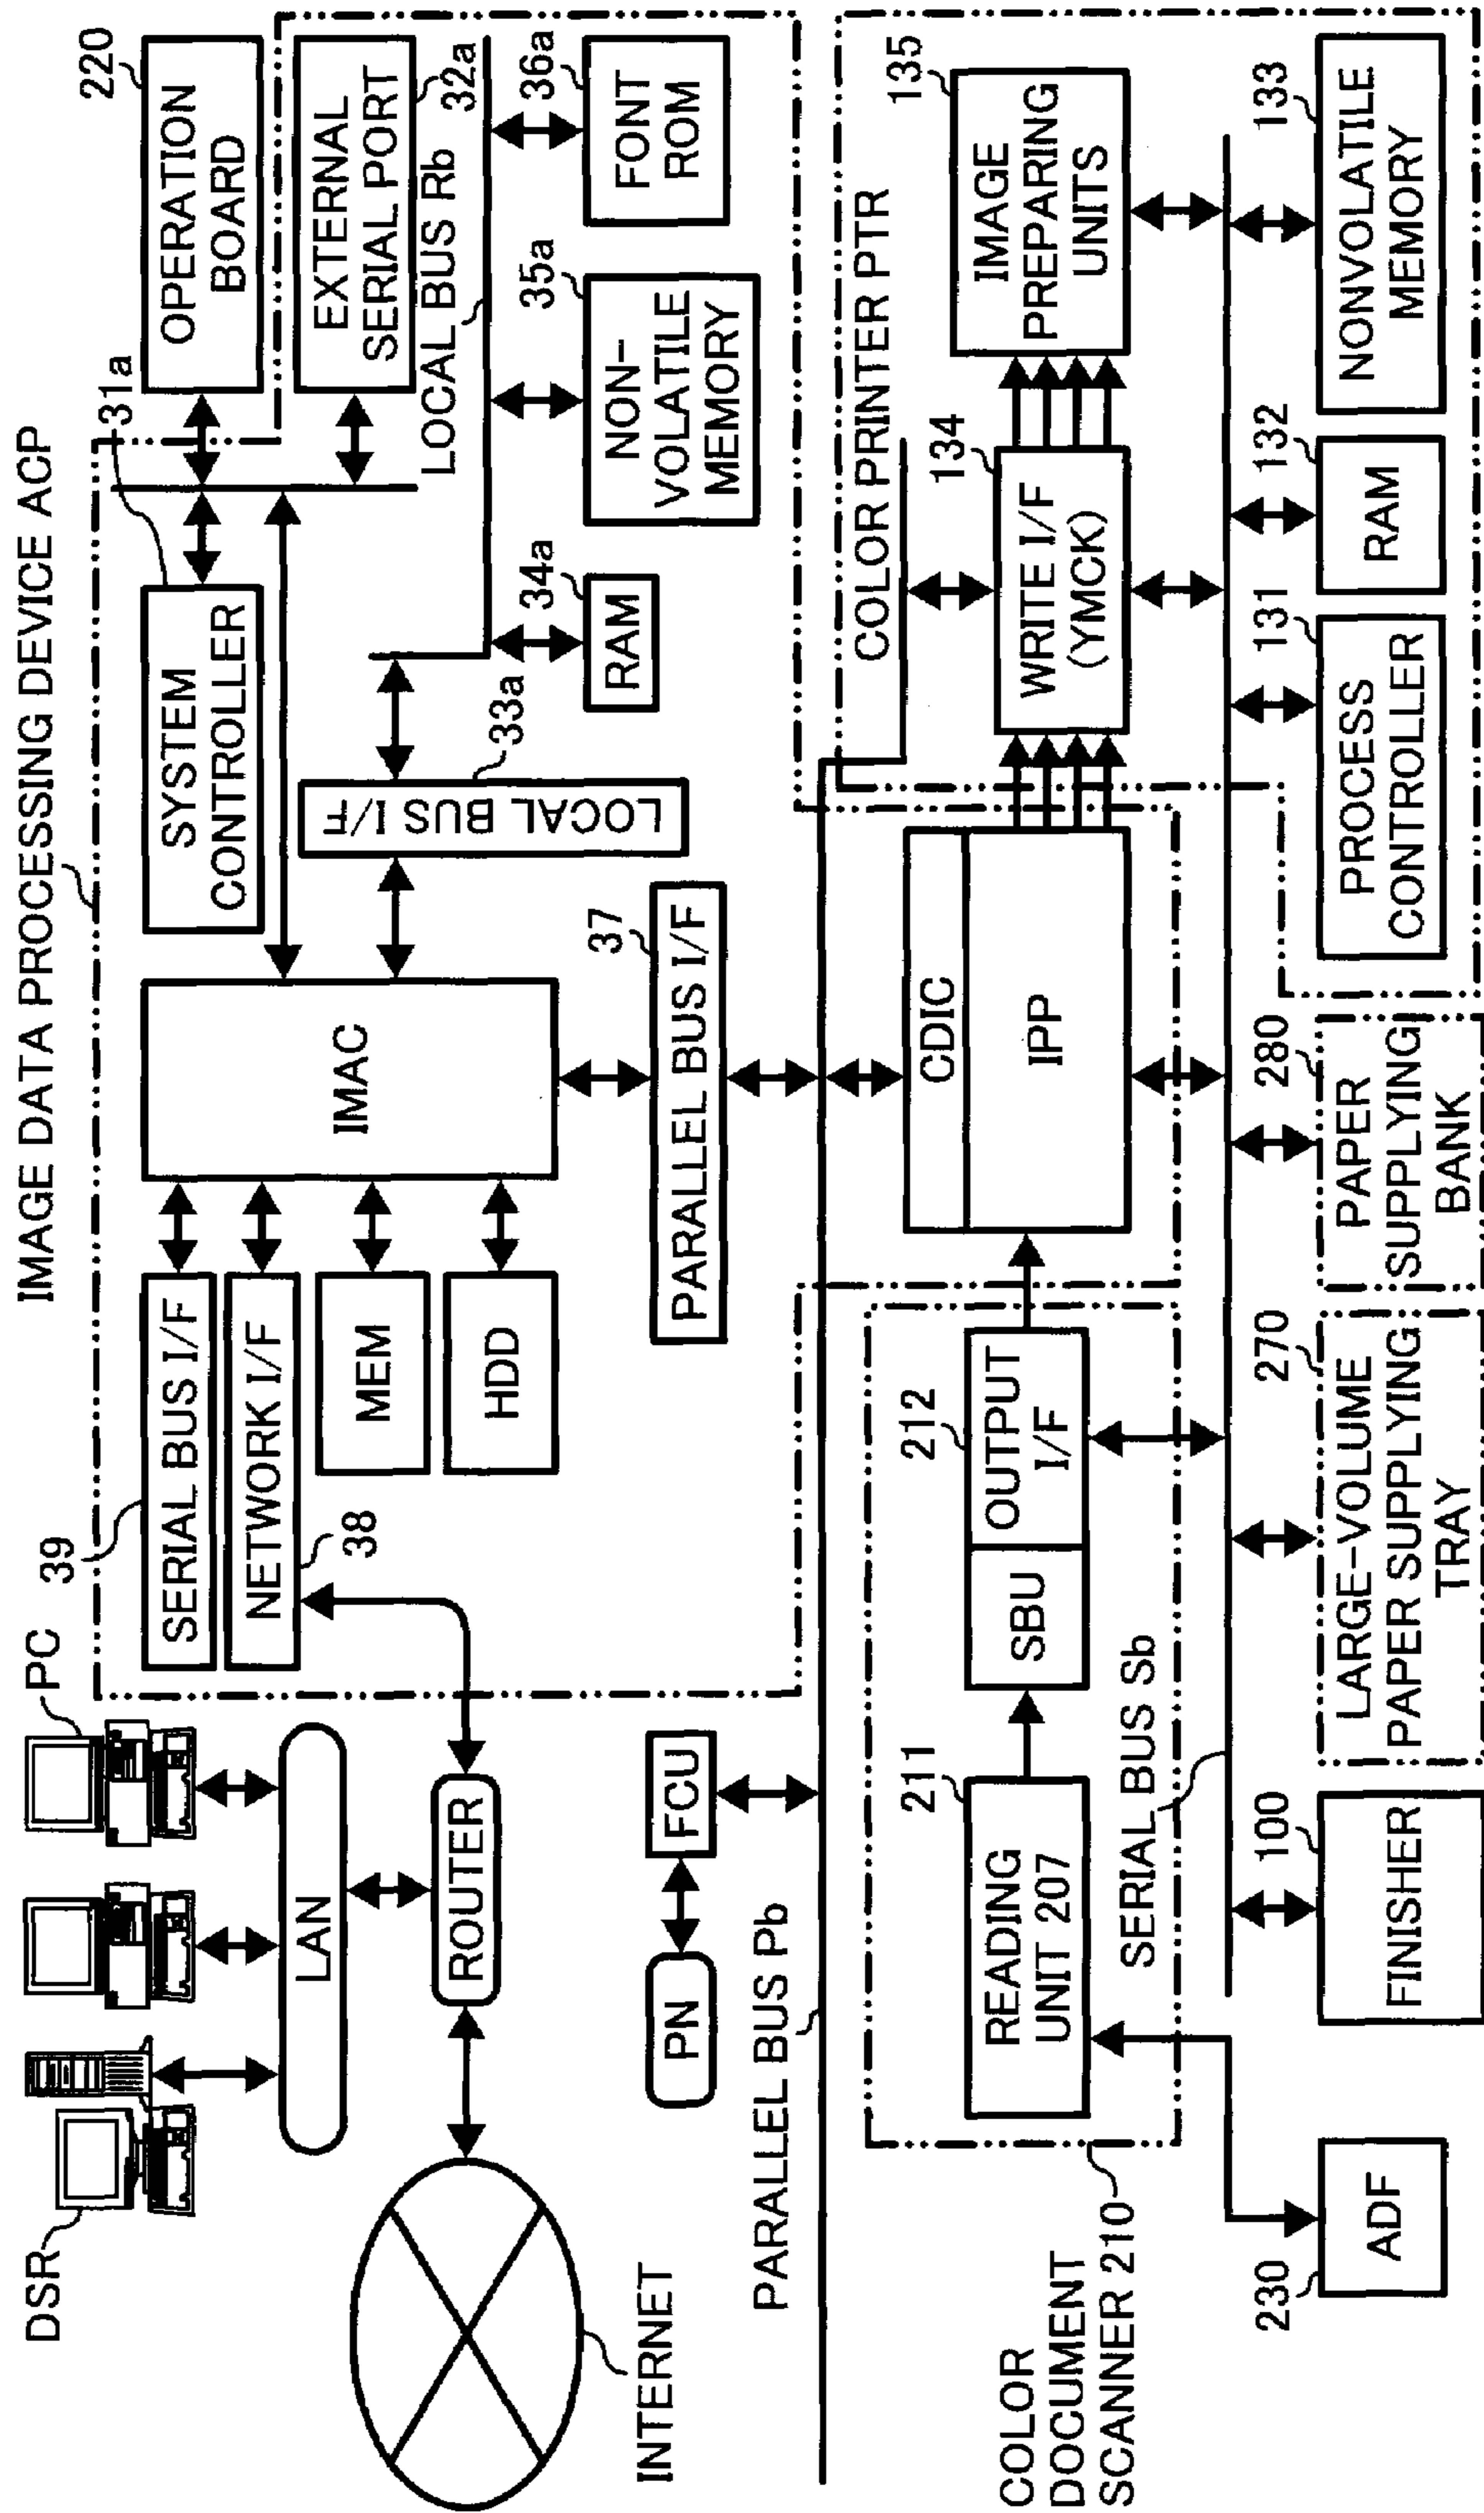 IMAGE DATA PROCESSING DEVICE ACP
DSR
PC
39
SERIAL BUS I/F
NETWORK I/F
38
MEM
HDD
IMAC
SYSTEM
CONTROLLER
31a
220
OPERATION
BOARD
EXTERNAL
SERIAL PORT
32a
LOCAL BUS Rb
LOCAL BUS I/F
33a
34a
RAM
35a
NON-
VOLATILE
MEMORY
36a
FONT
ROM
37
PARALLEL BUS I/F
LAN
ROUTER
INTERNET
PN
FCU
PARALLEL BUS Pb
COLOR PRINTER PTR
COLOR
DOCUMENT
SCANNER 210
211
READING
UNIT 207
212
SBU
OUTPUT
I/F
CDIC
IPP
134
WRITE I/F
(YMCK)
135
IMAGE
PREPARING
UNITS
SERIAL BUS Sb
230
ADF
100
FINISHER
270
LARGE-VOLUME
PAPER SUPPLYING
TRAY
280
PAPER
SUPPLYING
BANK
131
PROCESS
CONTROLLER
132
RAM
133
NONVOLATILE
MEMORY